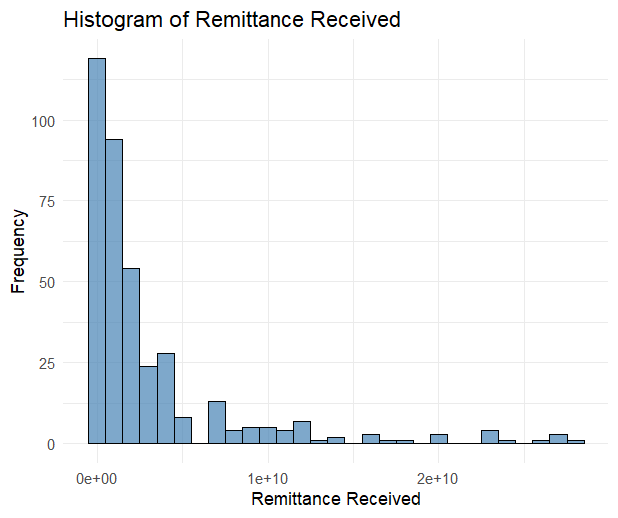 Histogram of Remittance Received
100
75
50
25
0
Frequency
0e+00 1e+10 2e+10
Remittance Received